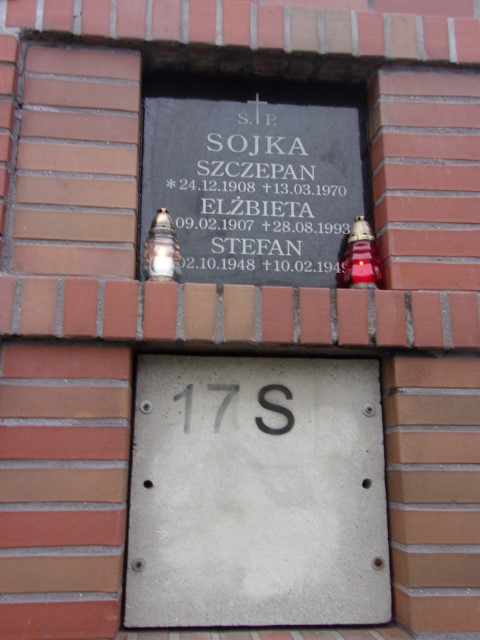 Ś. P.
SOJKA
SZCZEPAN
*24.12.1908 +13.03.1970
ELŻBIETA
09.02.1907 +28.08.1993
STEFAN
02.10.1948 +10.02.1949
17 S